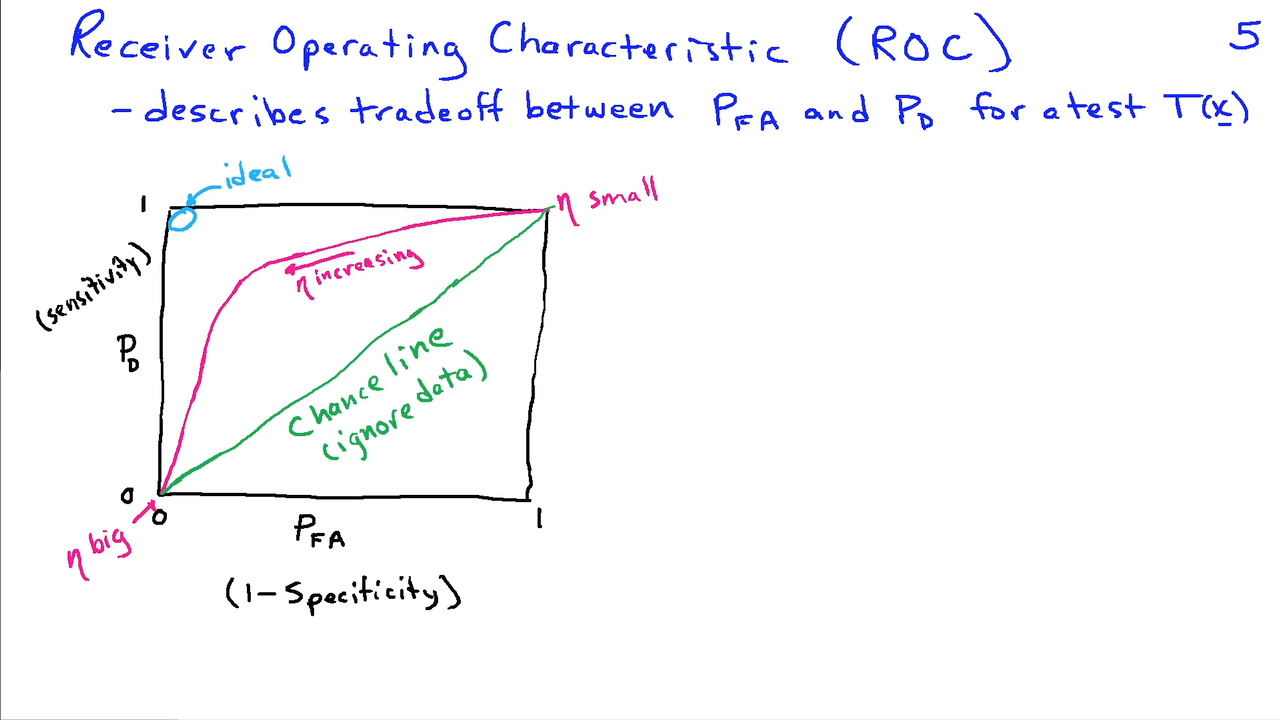 Receiver Operating Characteristic (ROC) 5
- describes tradeoff between P_FA and P_D for a test T(x)
ideal
1
η small
(sensitivity)
η increasing
P_D
Chance line
(ignore data)
0
0
1
η big
P_FA
(1 - Specificity)